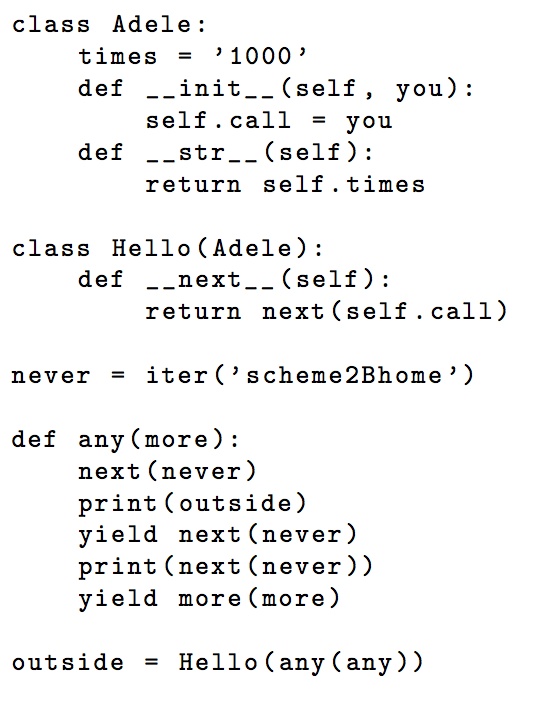 class Adele:
    times = ’1000’
    def __init__(self, you):
        self.call = you
    def __str__(self):
        return self.times

class Hello(Adele):
    def __next__(self):
        return next(self.call)

never = iter(’scheme2Bhome’)

def any(more):
    next(never)
    print(outside)
    yield next(never)
    print(next(never))
    yield more(more)

outside = Hello(any(any))